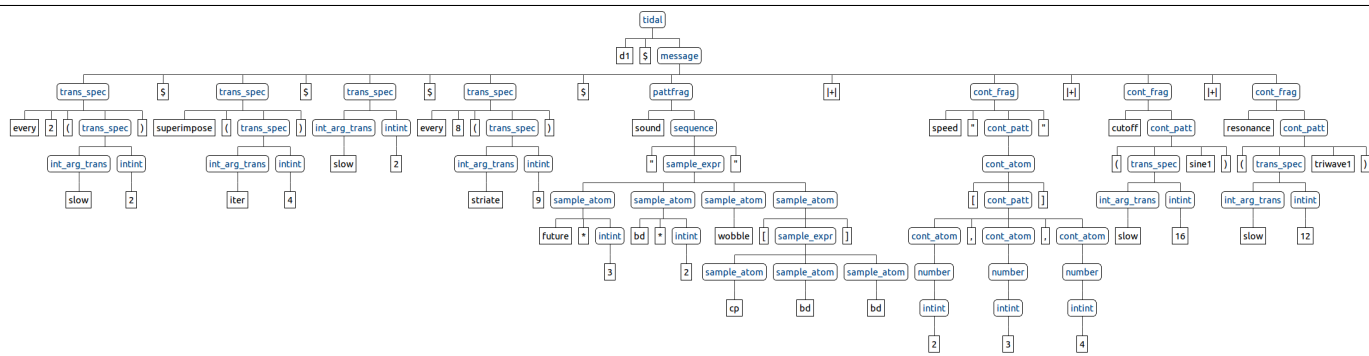 tidal
d1 $ message
trans_spec $ trans_spec $ trans_spec $ trans_spec $ pattfrag |+| cont_frag |+| cont_frag |+| cont_frag
every 2 ( trans_spec ) superimpose ( trans_spec ) int_arg_trans intint every 8 ( trans_spec ) sound sequence speed " cont_patt " cutoff cont_patt resonance cont_patt
int_arg_trans intint int_arg_trans intint slow 2 int_arg_trans intint " sample_expr " cont_atom ( trans_spec sine1 ) ( trans_spec triwave1 )
slow 2 iter 4 striate 9 sample_atom sample_atom sample_atom sample_atom [ cont_patt ] int_arg_trans intint int_arg_trans intint
future * intint bd * intint wobble [ sample_expr ] cont_atom , cont_atom , cont_atom slow 16 slow 12
3 2 sample_atom sample_atom sample_atom number number number
cp bd bd intint intint intint
2 3 4